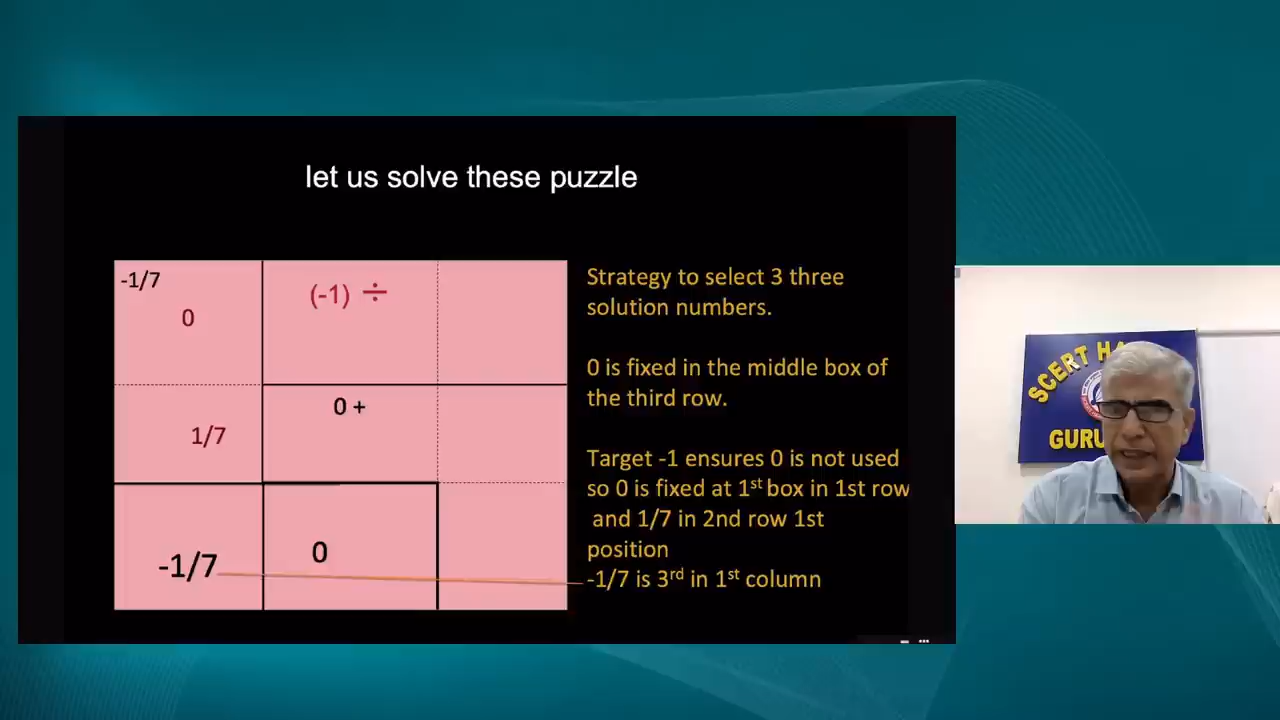 let us solve these puzzle
-1/7
(-1) ÷
0
0 +
1/7
-1/7
0
Strategy to select 3 three
solution numbers.
0 is fixed in the middle box of
the third row.
Target -1 ensures 0 is not used
so 0 is fixed at 1st box in 1st row
and 1/7 in 2nd row 1st
position
-1/7 is 3rd in 1st column
SCERT HA
GURU